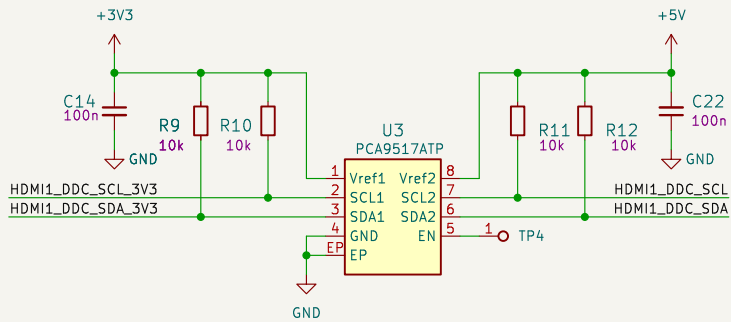 +3V3
+5V
C14
100n
R9
10k
R10
10k
U3
PCA9517ATP
R11
10k
R12
10k
C22
100n
GND
GND
1 Vref1 Vref2 8
HDMI1_DDC_SCL_3V3 2 SCL1 SCL2 7 HDMI1_DDC_SCL
HDMI1_DDC_SDA_3V3 3 SDA1 SDA2 6 HDMI1_DDC_SDA
4 GND EN 5 1 TP4
EP EP
GND